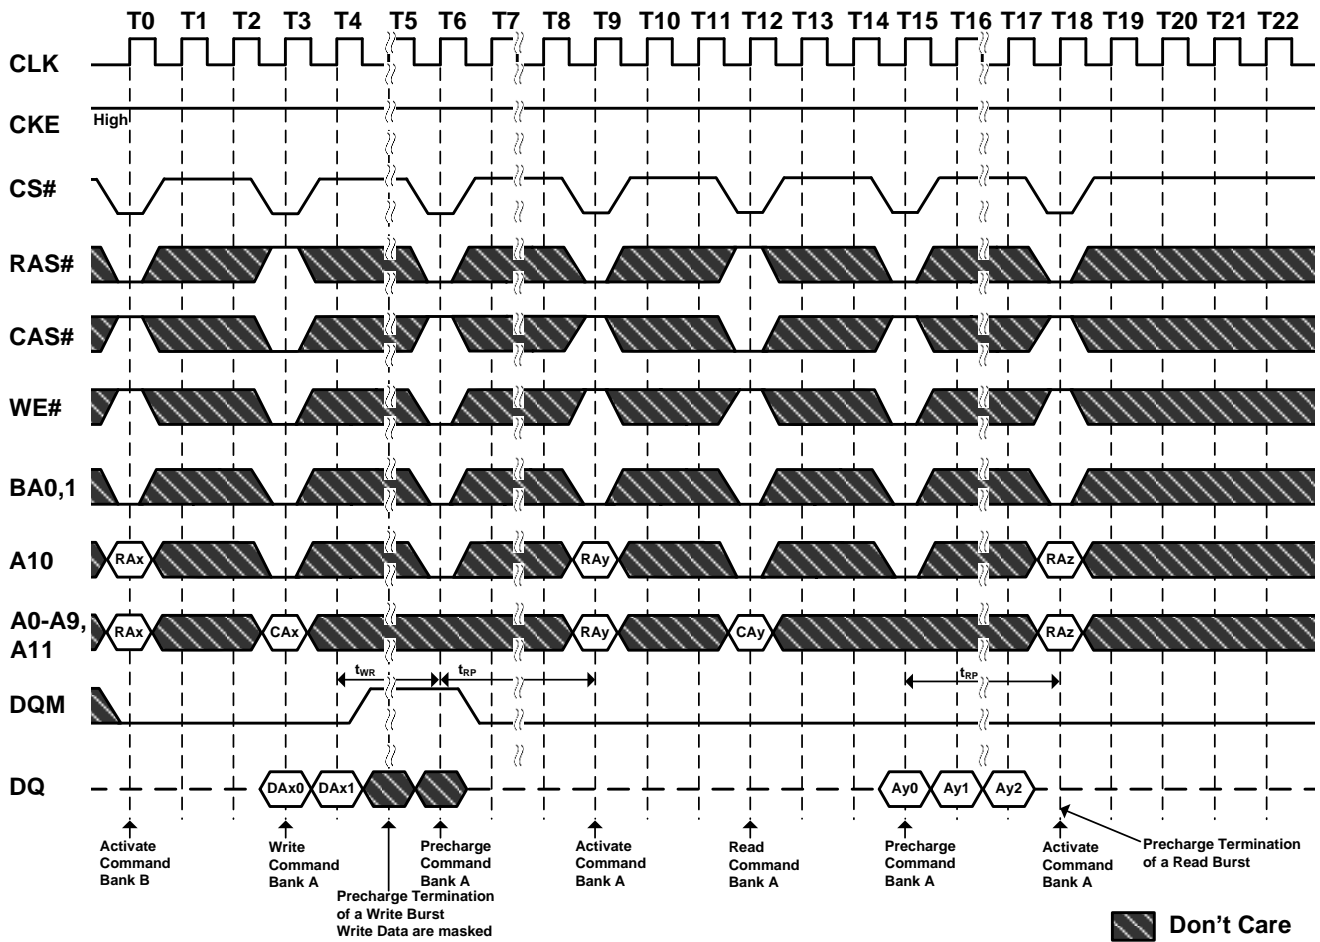 T0 T1 T2 T3 T4 T5 T6 T7 T8 T9 T10 T11 T12 T13 T14 T15 T16 T17 T18 T19 T20 T21 T22
CLK
CKE High
CS#
RAS#
CAS#
WE#
BA0,1
A10 RAx RAy RAz
A0-A9,
A11 RAx CAx RAy CAy RAz
tWR tRP tRP
DQM
DQ DAx0 DAx1 Ay0 Ay1 Ay2
Activate
Command
Bank B
Write
Command
Bank A
Precharge Termination
of a Write Burst
Write Data are masked
Precharge
Command
Bank A
Activate
Command
Bank A
Read
Command
Bank A
Precharge
Command
Bank A
Activate
Command
Bank A
Precharge Termination
of a Read Burst
Don't Care